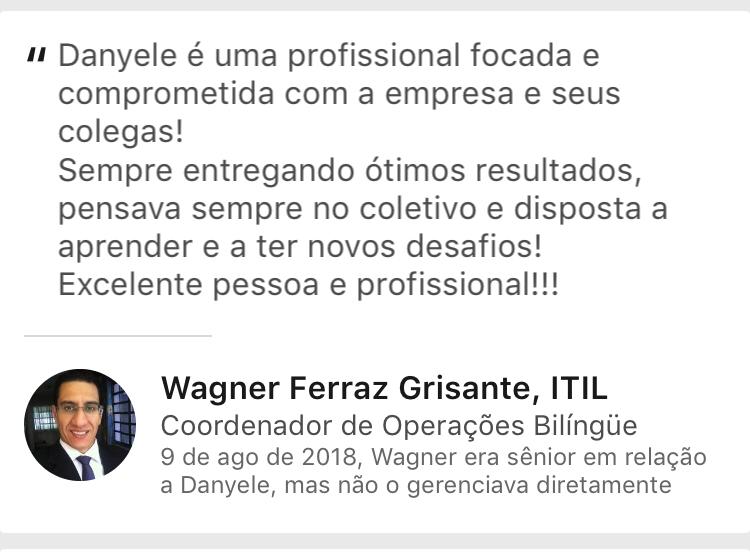 " Danyele é uma profissional focada e
comprometida com a empresa e seus
colegas!
Sempre entregando ótimos resultados,
pensava sempre no coletivo e disposta a
aprender e a ter novos desafios!
Excelente pessoa e profissional!!!
Wagner Ferraz Grisante, ITIL
Coordenador de Operações Bilíngüe
9 de ago de 2018, Wagner era sênior em relação
a Danyele, mas não o gerenciava diretamente